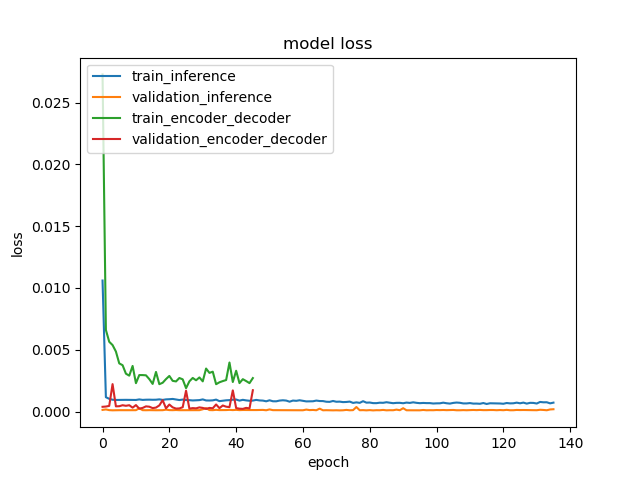 model loss
train_inference
validation_inference
train_encoder_decoder
validation_encoder_decoder
0.025
0.020
0.015
0.010
0.005
0.000
loss
0 20 40 60 80 100 120 140
epoch